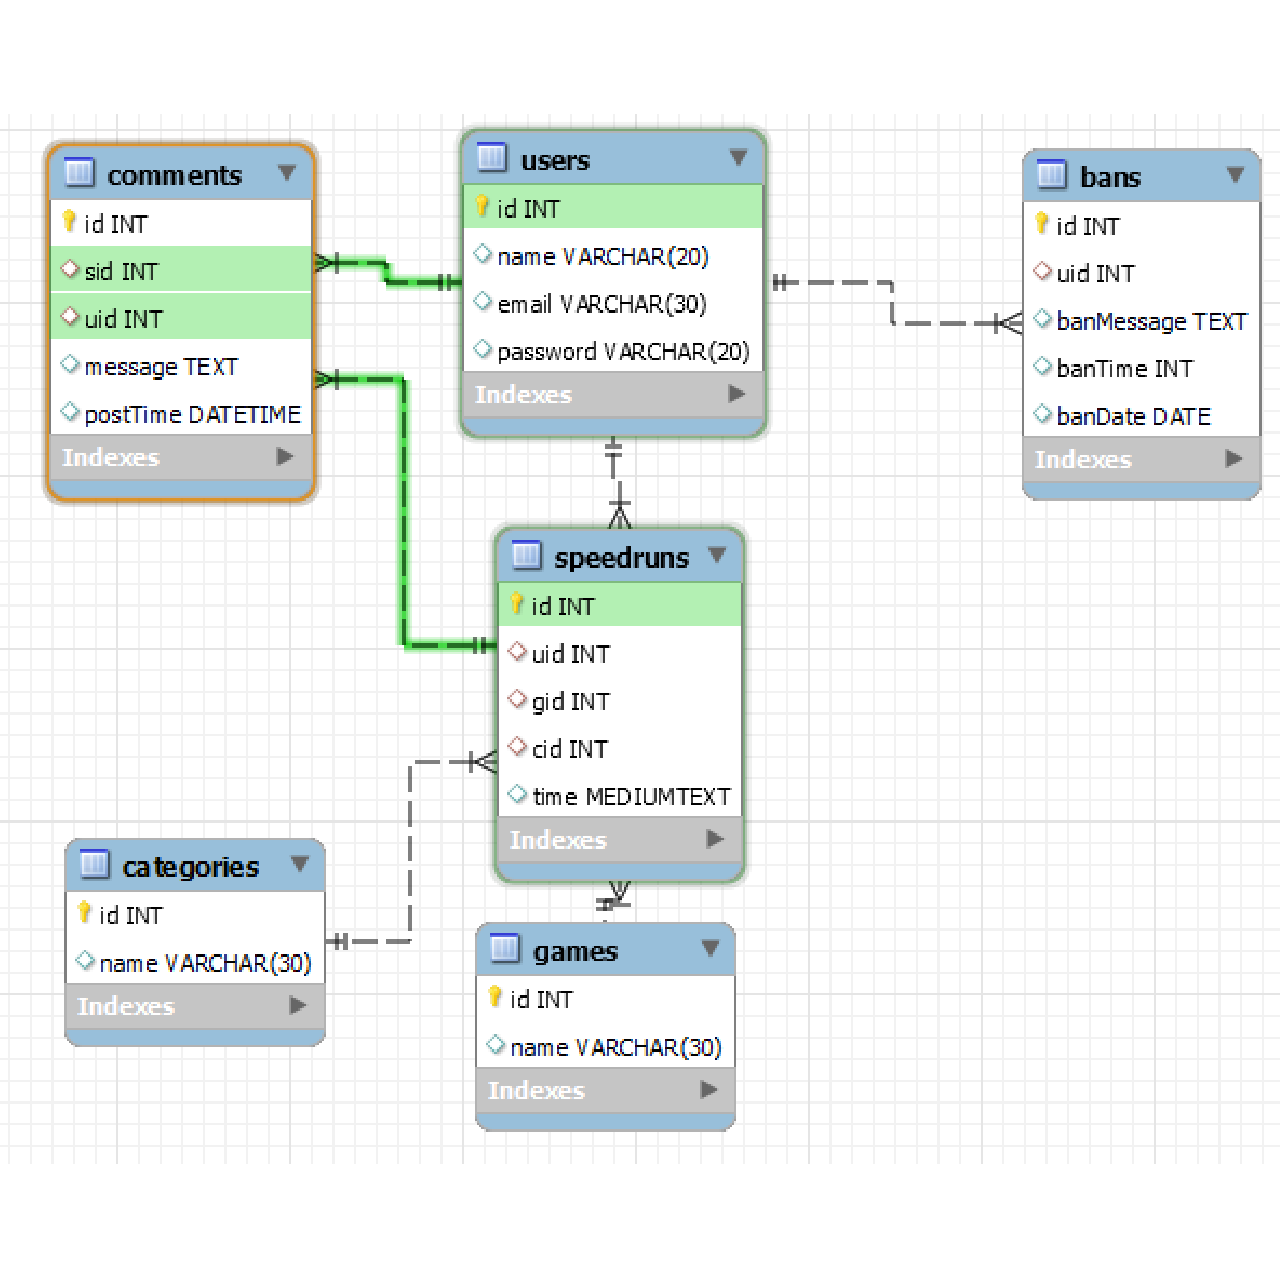 comments
id INT
sid INT
uid INT
message TEXT
postTime DATETIME
Indexes
users
id INT
name VARCHAR(20)
email VARCHAR(30)
password VARCHAR(20)
Indexes
bans
id INT
uid INT
banMessage TEXT
banTime INT
banDate DATE
Indexes
speedruns
id INT
uid INT
gid INT
cid INT
time MEDIUMTEXT
Indexes
categories
id INT
name VARCHAR(30)
Indexes
games
id INT
name VARCHAR(30)
Indexes